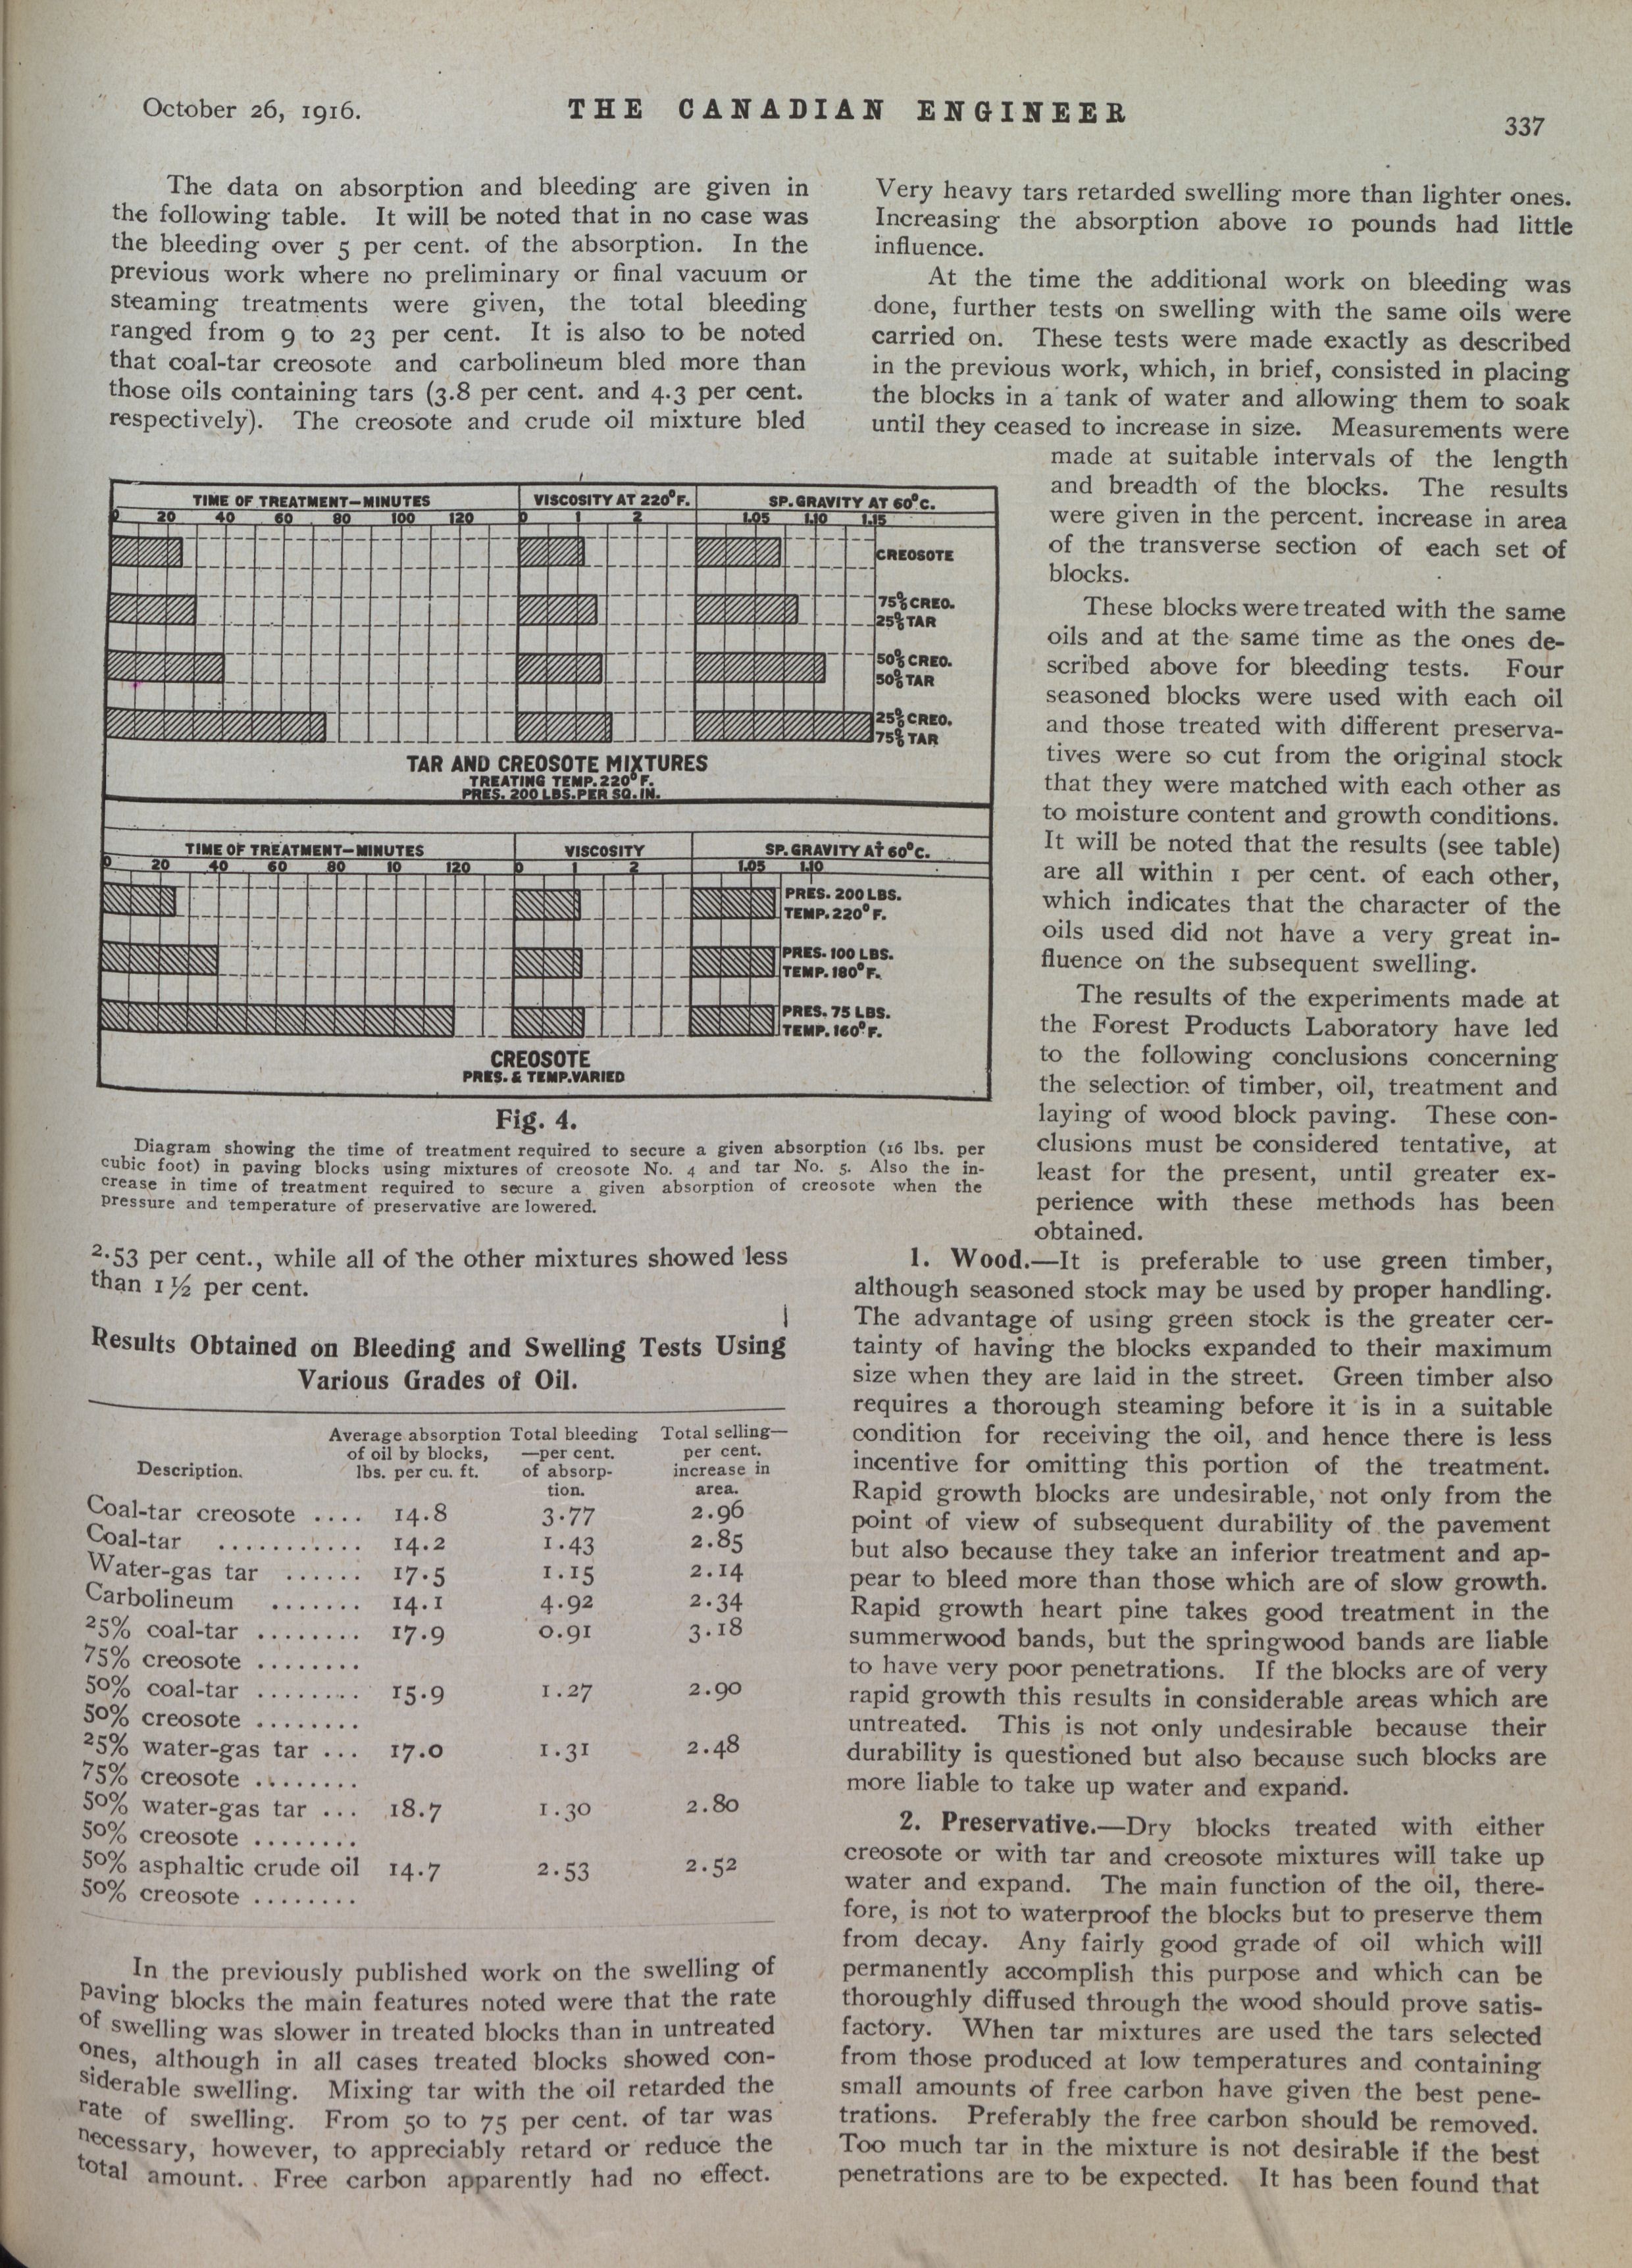 October 26, 1916.
THE CANADIAN ENGINEER
337
The data on absorption and bleeding are given in
the following table. It will be noted that in no case was
the bleeding over 5 per cent. of the absorption. In the
previous work where no preliminary or final vacuum or
steaming treatments were given, the total bleeding
ranged from 9 to 23 per cent. It is also to be noted
that coal-tar creosote and carbolineum bled more than
those oils containing tars (3.8 per cent. and 4.3 per cent.
respectively). The creosote and crude oil mixture bled
TIME OF TREATMENT—MINUTES VISCOSITY AT 220°F. SP. GRAVITY AT 60°C.
0 20 40 60 80 100 120 0 1 2 1.05 1.10 1.15
CREOSOTE
75% CREO.
25% TAR
50% CREO.
50% TAR
25% CREO.
75% TAR
TAR AND CREOSOTE MIXTURES
TREATING TEMP. 220°F.
PRES. 200 LBS. PER SQ. IN.
TIME OF TREATMENT—MINUTES VISCOSITY SP. GRAVITY AT 60°C.
0 20 40 60 80 10 120 0 1 2 1.05 1.10
PRES. 200 LBS.
TEMP. 220° F.
PRES. 100 LBS.
TEMP. 180° F.
PRES. 75 LBS.
TEMP. 160° F.
CREOSOTE
PRES. & TEMP. VARIED
Fig. 4.
Diagram showing the time of treatment required to secure a given absorption (16 lbs. per
cubic foot) in paving blocks using mixtures of creosote No. 4 and tar No. 5. Also the in-
crease in time of treatment required to secure a given absorption of creosote when the
pressure and temperature of preservative are lowered.
2.53 per cent., while all of the other mixtures showed less
than 1½ per cent.
Results Obtained on Bleeding and Swelling Tests Using
Various Grades of Oil.
Average absorption Total bleeding Total selling—
of oil by blocks, —per cent. per cent.
Description. lbs. per cu. ft. of absorp- increase in
tion. area.
Coal-tar creosote .... 14.8 3.77 2.96
Coal-tar ........... 14.2 1.43 2.85
Water-gas tar ...... 17.5 1.15 2.14
Carbolineum ....... 14.1 4.92 2.34
25% coal-tar ........ 17.9 0.91 3.18
75% creosote ........
50% coal-tar ........ 15.9 1.27 2.90
50% creosote ........
25% water-gas tar ... 17.0 1.31 2.48
75% creosote ........
50% water-gas tar ... 18.7 1.30 2.80
50% creosote ........
50% asphaltic crude oil 14.7 2.53 2.52
50% creosote ........
In the previously published work on the swelling of
paving blocks the main features noted were that the rate
of swelling was slower in treated blocks than in untreated
ones, although in all cases treated blocks showed con-
siderable swelling. Mixing tar with the oil retarded the
rate of swelling. From 50 to 75 per cent. of tar was
necessary, however, to appreciably retard or reduce the
total amount. Free carbon apparently had no effect.
Very heavy tars retarded swelling more than lighter ones.
Increasing the absorption above 10 pounds had little
influence.
At the time the additional work on bleeding was
done, further tests on swelling with the same oils were
carried on. These tests were made exactly as described
in the previous work, which, in brief, consisted in placing
the blocks in a tank of water and allowing them to soak
until they ceased to increase in size. Measurements were
made at suitable intervals of the length
and breadth of the blocks. The results
were given in the percent. increase in area
of the transverse section of each set of
blocks.
These blocks were treated with the same
oils and at the same time as the ones de-
scribed above for bleeding tests. Four
seasoned blocks were used with each oil
and those treated with different preserva-
tives were so cut from the original stock
that they were matched with each other as
to moisture content and growth conditions.
It will be noted that the results (see table)
are all within 1 per cent. of each other,
which indicates that the character of the
oils used did not have a very great in-
fluence on the subsequent swelling.
The results of the experiments made at
the Forest Products Laboratory have led
to the following conclusions concerning
the selection of timber, oil, treatment and
laying of wood block paving. These con-
clusions must be considered tentative, at
least for the present, until greater ex-
perience with these methods has been
obtained.
1. Wood.—It is preferable to use green timber,
although seasoned stock may be used by proper handling.
The advantage of using green stock is the greater cer-
tainty of having the blocks expanded to their maximum
size when they are laid in the street. Green timber also
requires a thorough steaming before it is in a suitable
condition for receiving the oil, and hence there is less
incentive for omitting this portion of the treatment.
Rapid growth blocks are undesirable, not only from the
point of view of subsequent durability of the pavement
but also because they take an inferior treatment and ap-
pear to bleed more than those which are of slow growth.
Rapid growth heart pine takes good treatment in the
summerwood bands, but the springwood bands are liable
to have very poor penetrations. If the blocks are of very
rapid growth this results in considerable areas which are
untreated. This is not only undesirable because their
durability is questioned but also because such blocks are
more liable to take up water and expand.
2. Preservative.—Dry blocks treated with either
creosote or with tar and creosote mixtures will take up
water and expand. The main function of the oil, there-
fore, is not to waterproof the blocks but to preserve them
from decay. Any fairly good grade of oil which will
permanently accomplish this purpose and which can be
thoroughly diffused through the wood should prove satis-
factory. When tar mixtures are used the tars selected
from those produced at low temperatures and containing
small amounts of free carbon have given the best pene-
trations. Preferably the free carbon should be removed.
Too much tar in the mixture is not desirable if the best
penetrations are to be expected. It has been found that